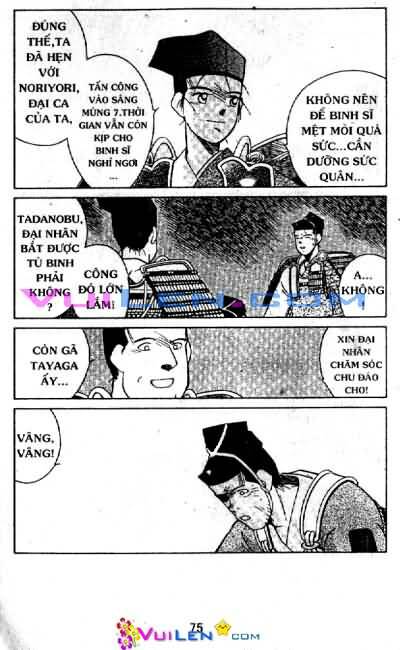 ĐÚNG
THẾ,TA
ĐÃ HẸN
VỚI
NORIYORI,
ĐẠI CA
CỦA TA,
TẤN CÔNG
VÀO SÁNG
MÙNG 7.THỜI
GIAN VẪN CÒN
KỊP CHO
BINH SĨ
NGHỈ NGƠI
...
KHÔNG NÊN
ĐỂ BINH SĨ
MỆT MỎI QUÁ
SỨC...CẦN
DƯỠNG SỨC
QUÂN...
TADANOBU,
ĐẠI NHÂN
BẮT ĐƯỢC
TÙ BINH
PHẢI
KHÔNG
?
CÔNG
ĐÓ LỚN
LẮM!
A...
KHÔNG
VUILEN.COM
CÒN GÃ
TAYAGA
ẤY...
XIN ĐẠI
NHÂN
CHĂM SÓC
CHU ĐÁO
CHO!
VÂNG,
VÂNG!
75
VUILEN.COM